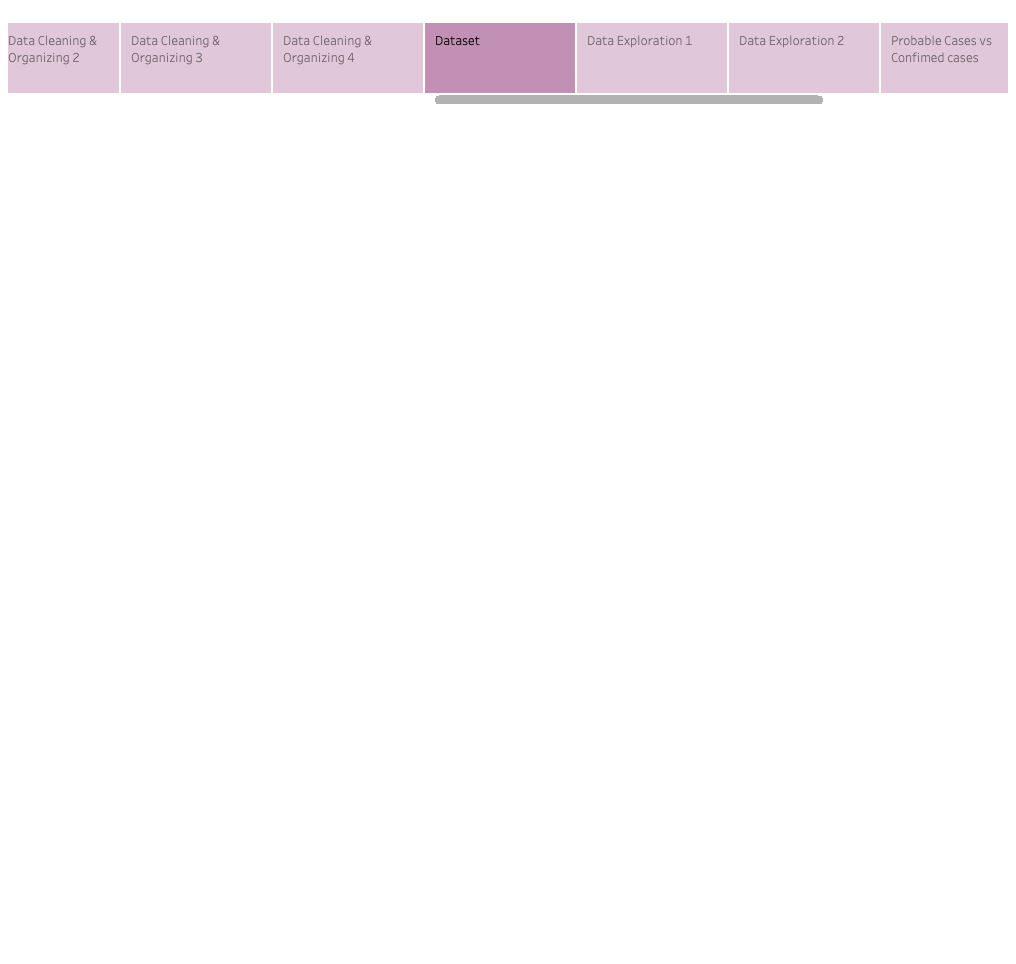 Data Cleaning &
Organizing 2
Data Cleaning &
Organizing 3
Data Cleaning &
Organizing 4
Dataset
Data Exploration 1
Data Exploration 2
Probable Cases vs
Confimed cases